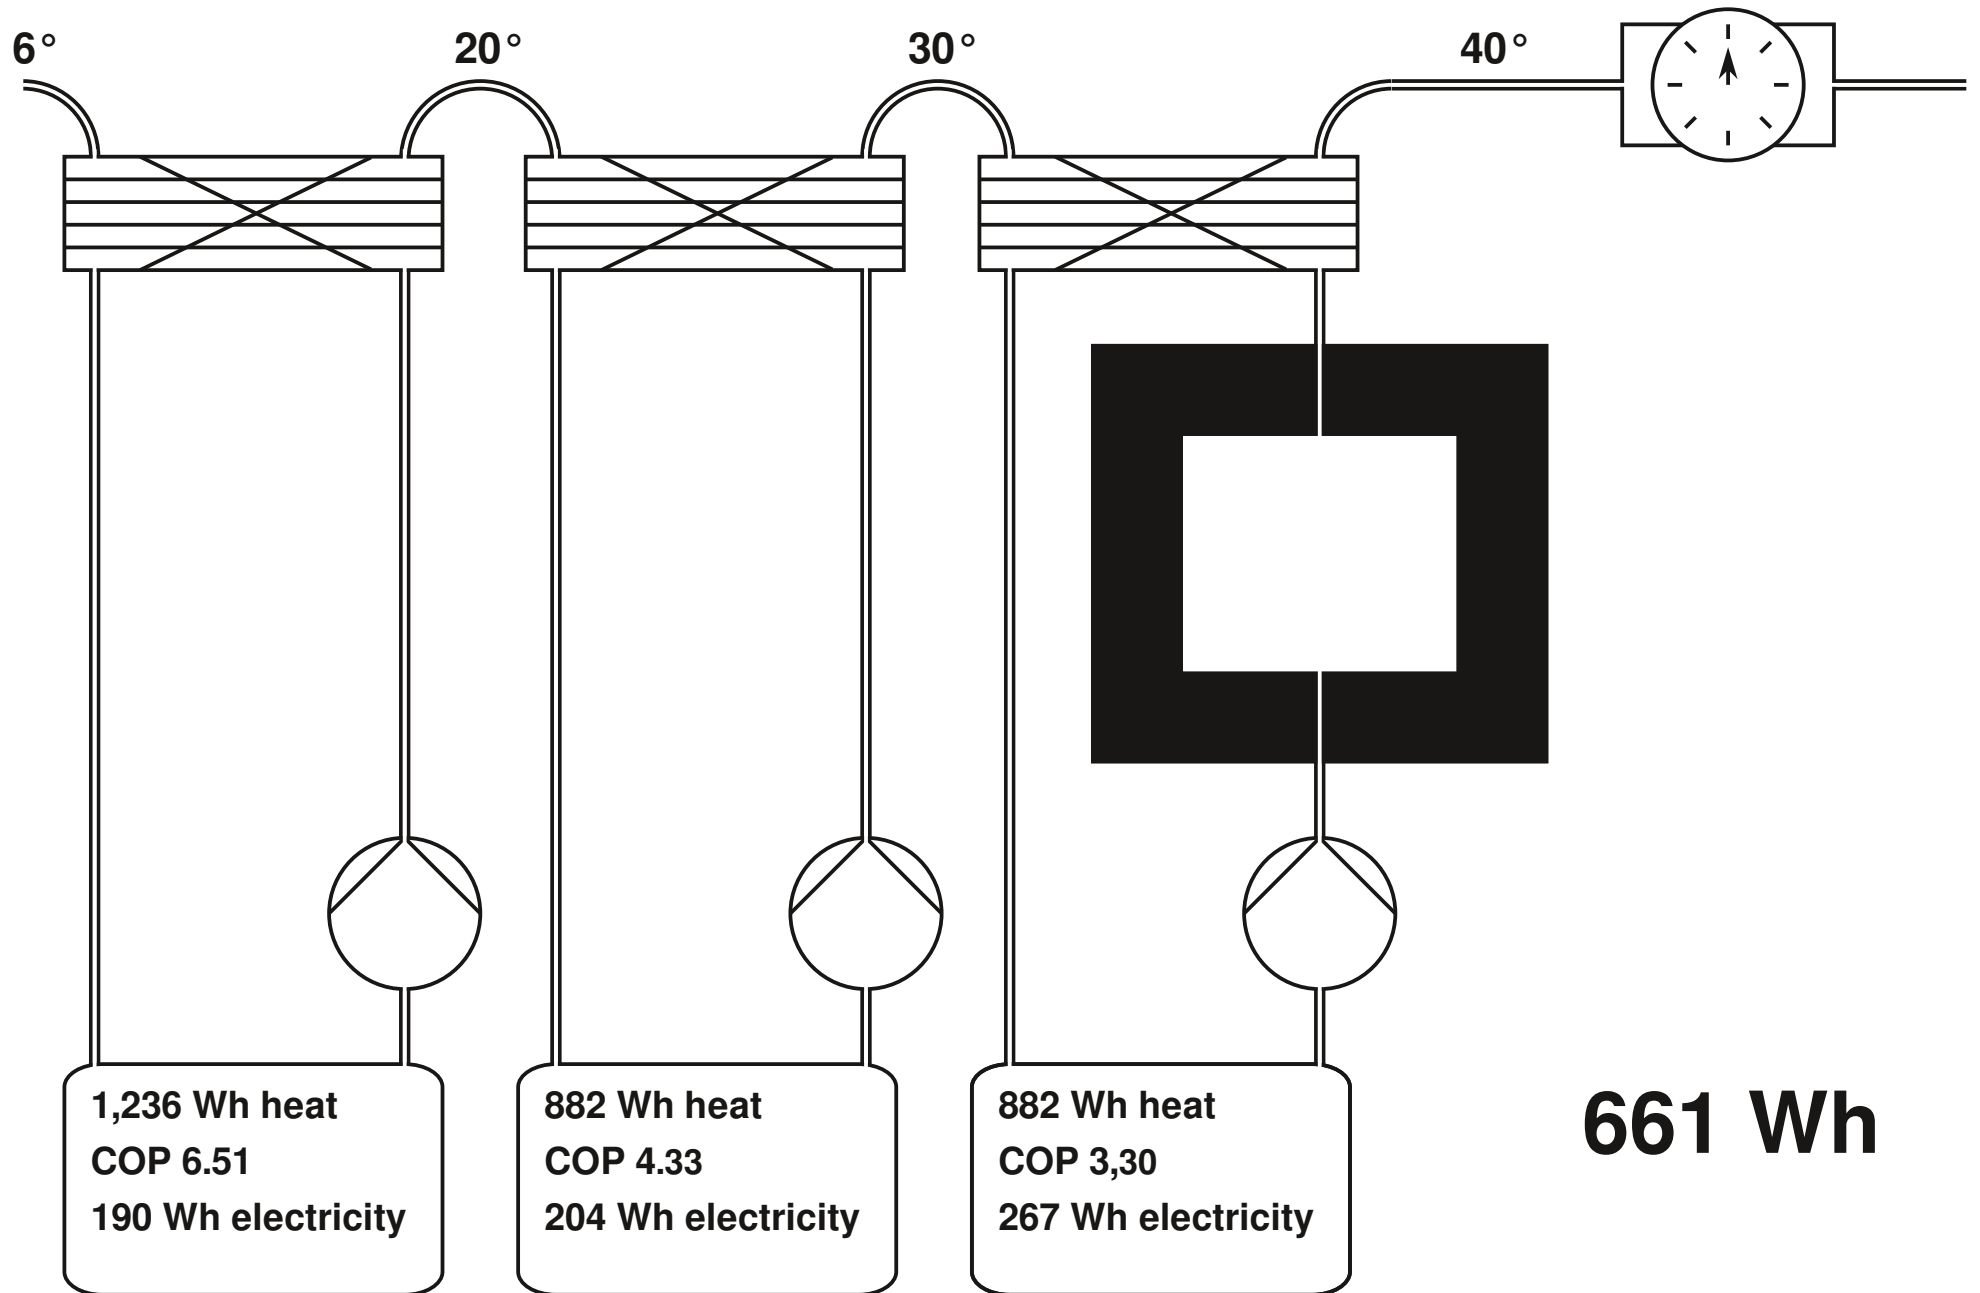 6° 20° 30° 40°
1,236 Wh heat
COP 6.51
190 Wh electricity
882 Wh heat
COP 4.33
204 Wh electricity
882 Wh heat
COP 3,30
267 Wh electricity
661 Wh